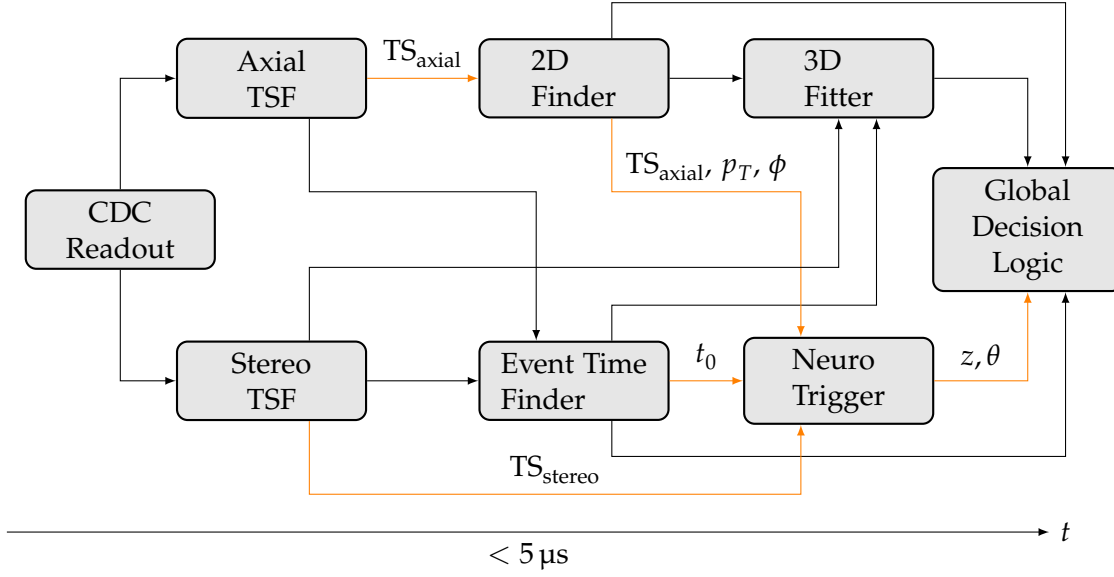 Axial
TSF
TS_axial
2D
Finder
3D
Fitter
TS_axial, p_T, ϕ
CDC
Readout
Global
Decision
Logic
Stereo
TSF
Event Time
Finder
t_0
Neuro
Trigger
z, θ
TS_stereo
t
< 5 µs